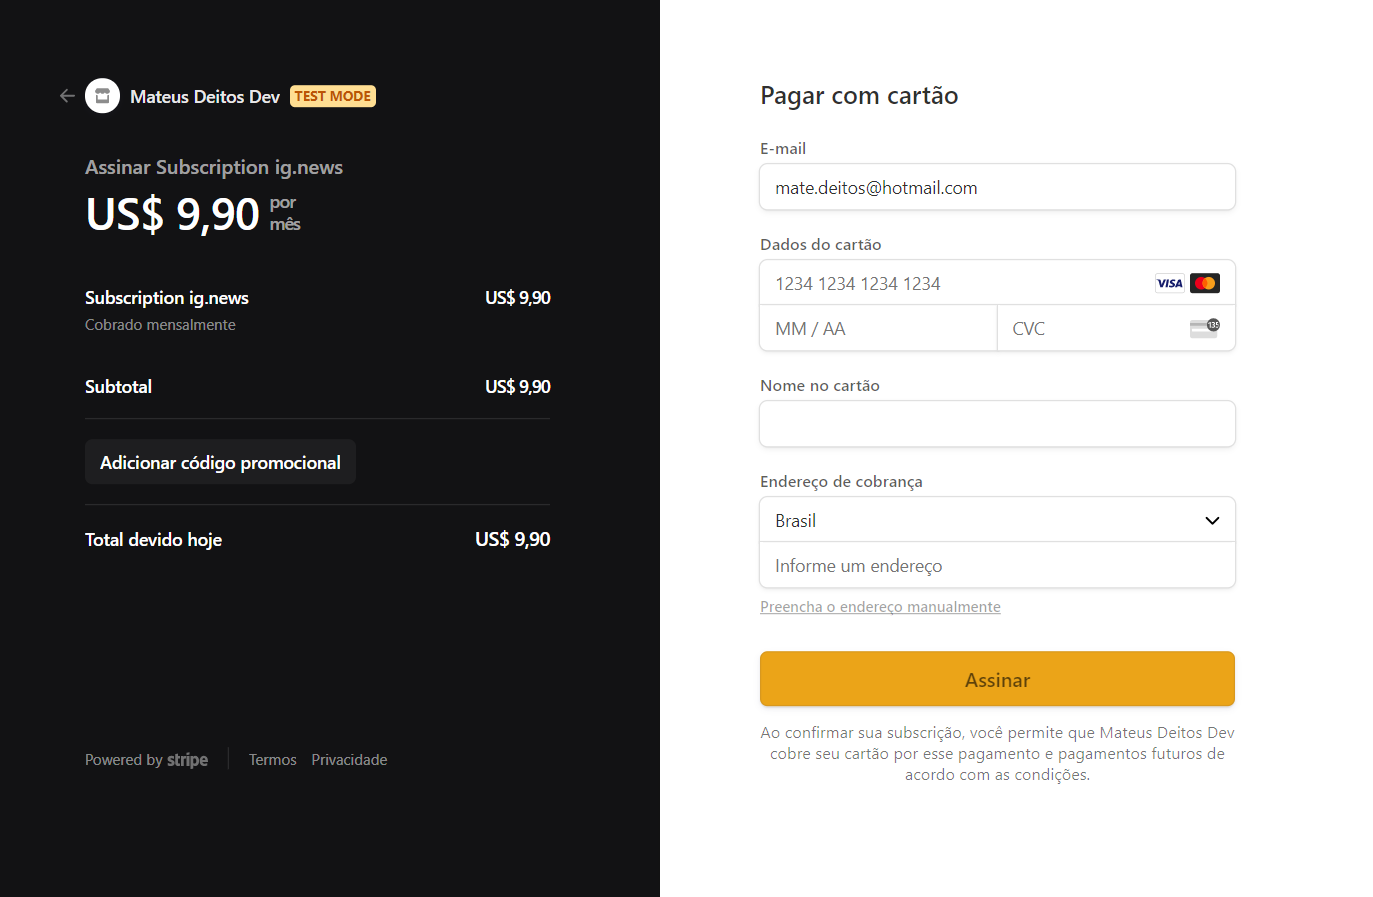 Mateus Deitos Dev TEST MODE
Assinar Subscription ig.news
US$ 9,90 por mês
Subscription ig.news US$ 9,90
Cobrado mensalmente
Subtotal US$ 9,90
Adicionar código promocional
Total devido hoje US$ 9,90
Powered by stripe Termos Privacidade
Pagar com cartão
E-mail
mate.deitos@hotmail.com
Dados do cartão
1234 1234 1234 1234 VISA
MM / AA CVC 135
Nome no cartão
Endereço de cobrança
Brasil
Informe um endereço
Preencha o endereço manualmente
Assinar
Ao confirmar sua subscrição, você permite que Mateus Deitos Dev
cobre seu cartão por esse pagamento e pagamentos futuros de
acordo com as condições.